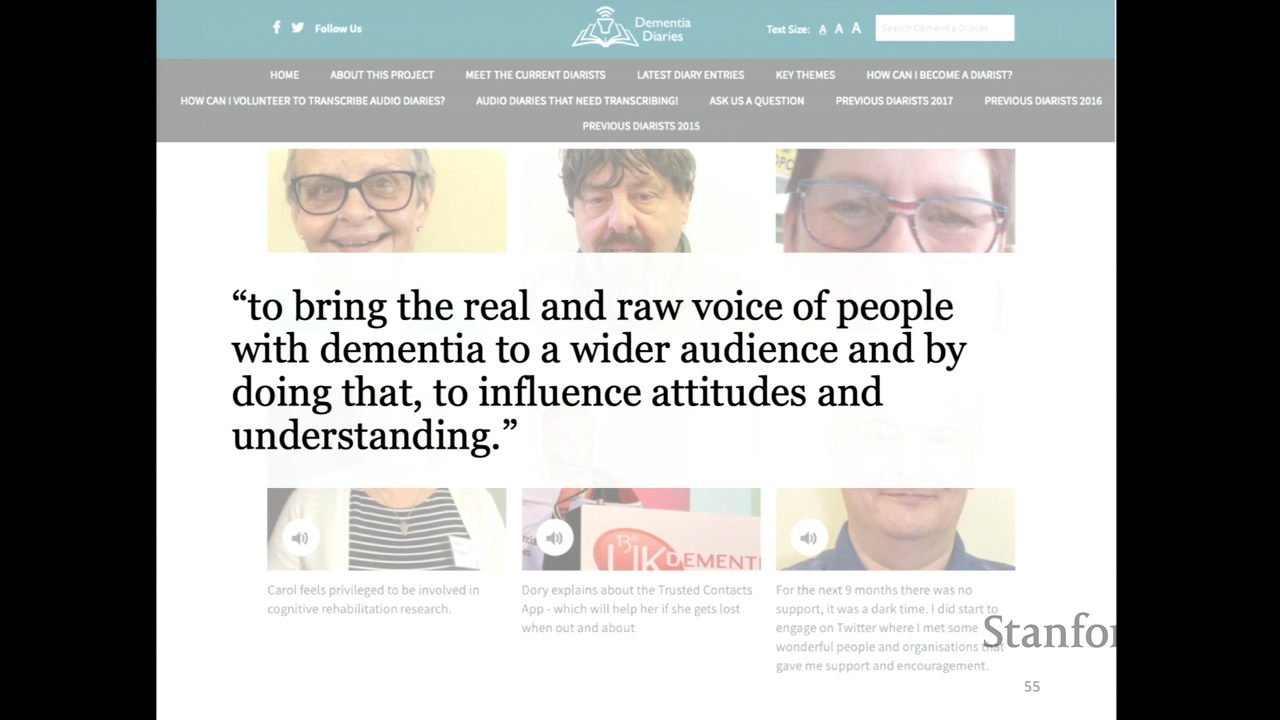 Follow Us
Dementia
Diaries
Text Size: A A A
Search Dementia Diaries
HOME ABOUT THIS PROJECT MEET THE CURRENT DIARISTS LATEST DIARY ENTRIES KEY THEMES HOW CAN I BECOME A DIARIST?
HOW CAN I VOLUNTEER TO TRANSCRIBE AUDIO DIARIES? AUDIO DIARIES THAT NEED TRANSCRIBING! ASK US A QUESTION PREVIOUS DIARISTS 2017 PREVIOUS DIARISTS 2016
PREVIOUS DIARISTS 2015
“to bring the real and raw voice of people
with dementia to a wider audience and by
doing that, to influence attitudes and
understanding.”
13th
UK DEMENTI
Carol feels privileged to be involved in
cognitive rehabilitation research.
Dory explains about the Trusted Contacts
App - which will help her if she gets lost
when out and about
For the next 9 months there was no
support, it was a dark time. I did start to
engage on Twitter where I met some
wonderful people and organisations that
gave me support and encouragement.
Stanfor
55